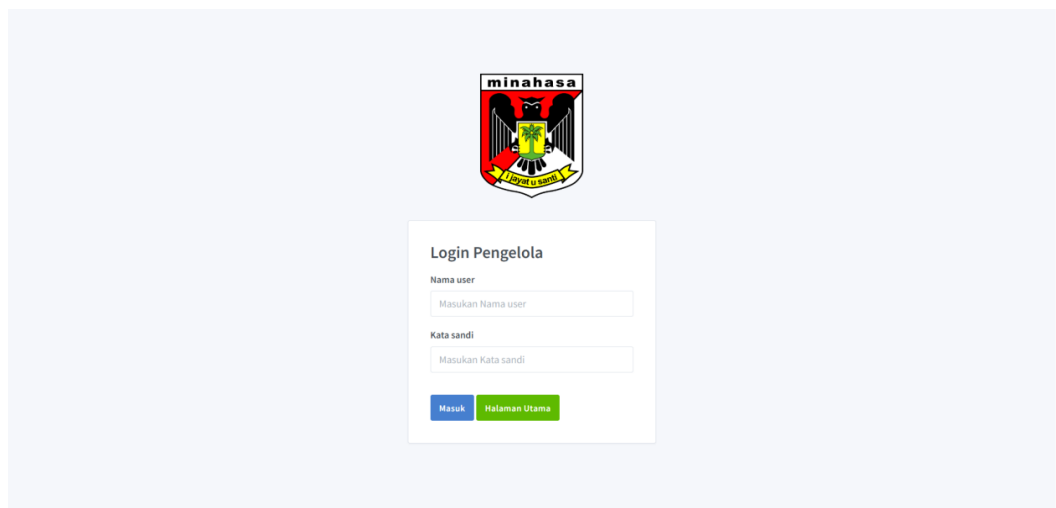 minahasa
i jayat u santi
Login Pengelola
Nama user
Masukan Nama user
Kata sandi
Masukan Kata sandi
Masuk Halaman Utama